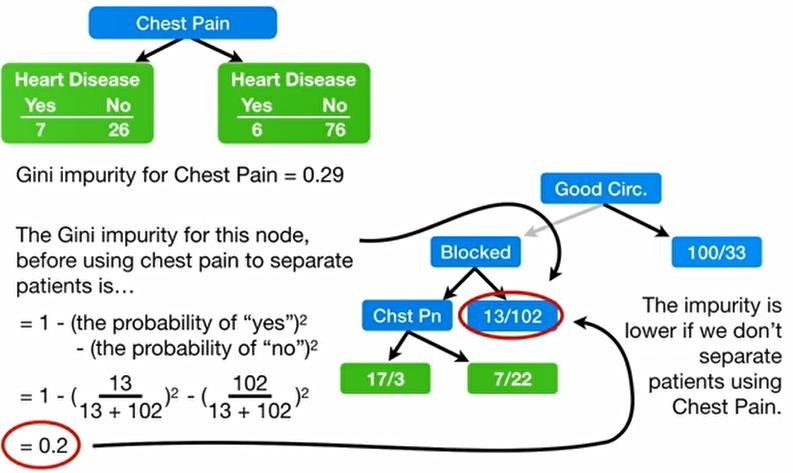 Chest Pain
Heart Disease
Yes No
7 26
Heart Disease
Yes No
6 76
Gini impurity for Chest Pain = 0.29
The Gini impurity for this node,
before using chest pain to separate
patients is…
= 1 - (the probability of “yes”)²
- (the probability of “no”)²
= 1 - (13 / 13 + 102)² - (102 / 13 + 102)²
= 0.2
Good Circ.
Blocked
100/33
Chst Pn
13/102
17/3
7/22
The impurity is
lower if we don’t
separate
patients using
Chest Pain.